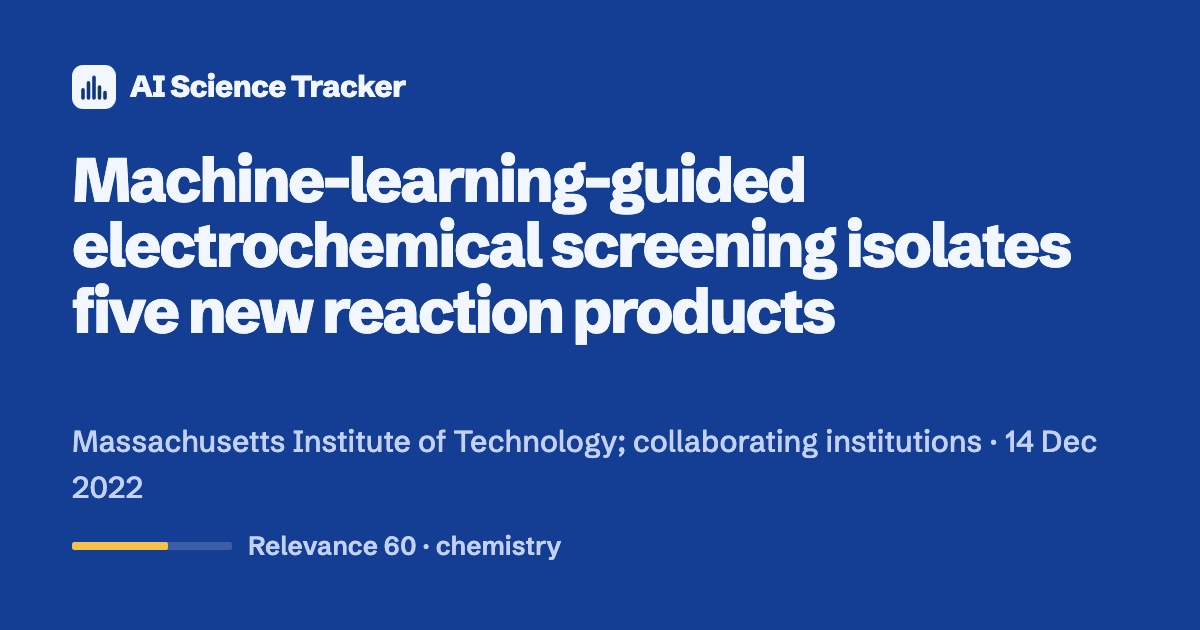 AI Science Tracker
Machine-learning-guided
electrochemical screening isolates
five new reaction products
Massachusetts Institute of Technology; collaborating institutions · 14 Dec
2022
Relevance 60 · chemistry